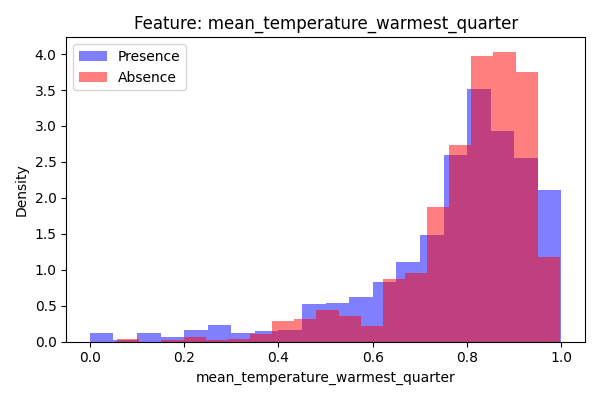 Feature: mean_temperature_warmest_quarter
Presence
Absence
Density
4.0
3.5
3.0
2.5
2.0
1.5
1.0
0.5
0.0
0.0 0.2 0.4 0.6 0.8 1.0
mean_temperature_warmest_quarter